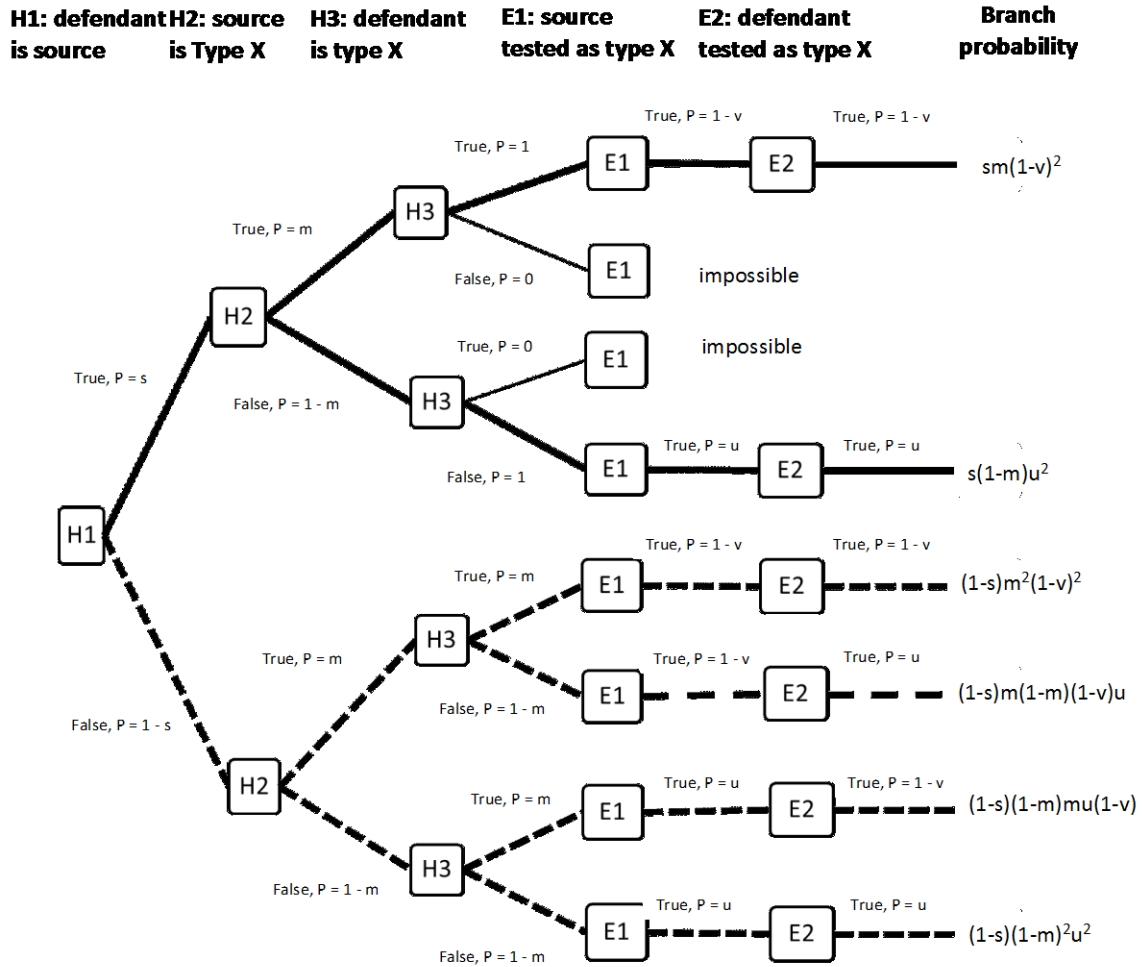 H1: defendant is source
H2: source is Type X
H3: defendant is type X
E1: source tested as type X
E2: defendant tested as type X
Branch probability
True, P = 1 - v
True, P = 1 - v
True, P = 1
E1
E2
sm(1-v)²
H3
True, P = m
False, P = 0
E1
impossible
H2
True, P = 0
E1
impossible
True, P = s
False, P = 1 - m
H3
True, P = u
True, P = u
False, P = 1
E1
E2
s(1-m)u²
H1
True, P = 1 - v
True, P = 1 - v
True, P = m
E1
E2
(1-s)m²(1-v)²
H3
True, P = m
True, P = 1 - v
True, P = u
False, P = 1 - m
E1
E2
(1-s)m(1-m)(1-v)u
False, P = 1 - s
H2
True, P = u
True, P = 1 - v
True, P = m
E1
E2
(1-s)(1-m)mu(1-v)
H3
False, P = 1 - m
True, P = u
True, P = u
False, P = 1 - m
E1
E2
(1-s)(1-m)²u²